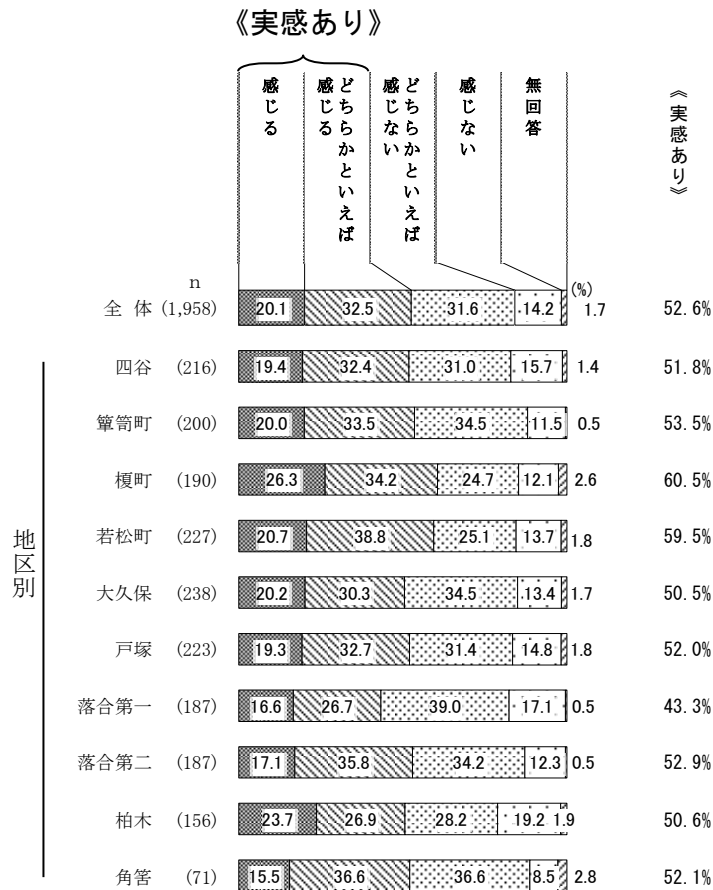 《実感あり》
感じる
どちらかといえば
感じる
どちらかといえば
感じない
感じない
無回答
《実感あり》
n
(%)
全 体 (1,958) 20.1 32.5 31.6 14.2 1.7 52.6%
地区別
四谷 (216) 19.4 32.4 31.0 15.7 1.4 51.8%
簞笥町 (200) 20.0 33.5 34.5 11.5 0.5 53.5%
榎町 (190) 26.3 34.2 24.7 12.1 2.6 60.5%
若松町 (227) 20.7 38.8 25.1 13.7 1.8 59.5%
大久保 (238) 20.2 30.3 34.5 13.4 1.7 50.5%
戸塚 (223) 19.3 32.7 31.4 14.8 1.8 52.0%
落合第一 (187) 16.6 26.7 39.0 17.1 0.5 43.3%
落合第二 (187) 17.1 35.8 34.2 12.3 0.5 52.9%
柏木 (156) 23.7 26.9 28.2 19.2 1.9 50.6%
角筈 (71) 15.5 36.6 36.6 8.5 2.8 52.1%